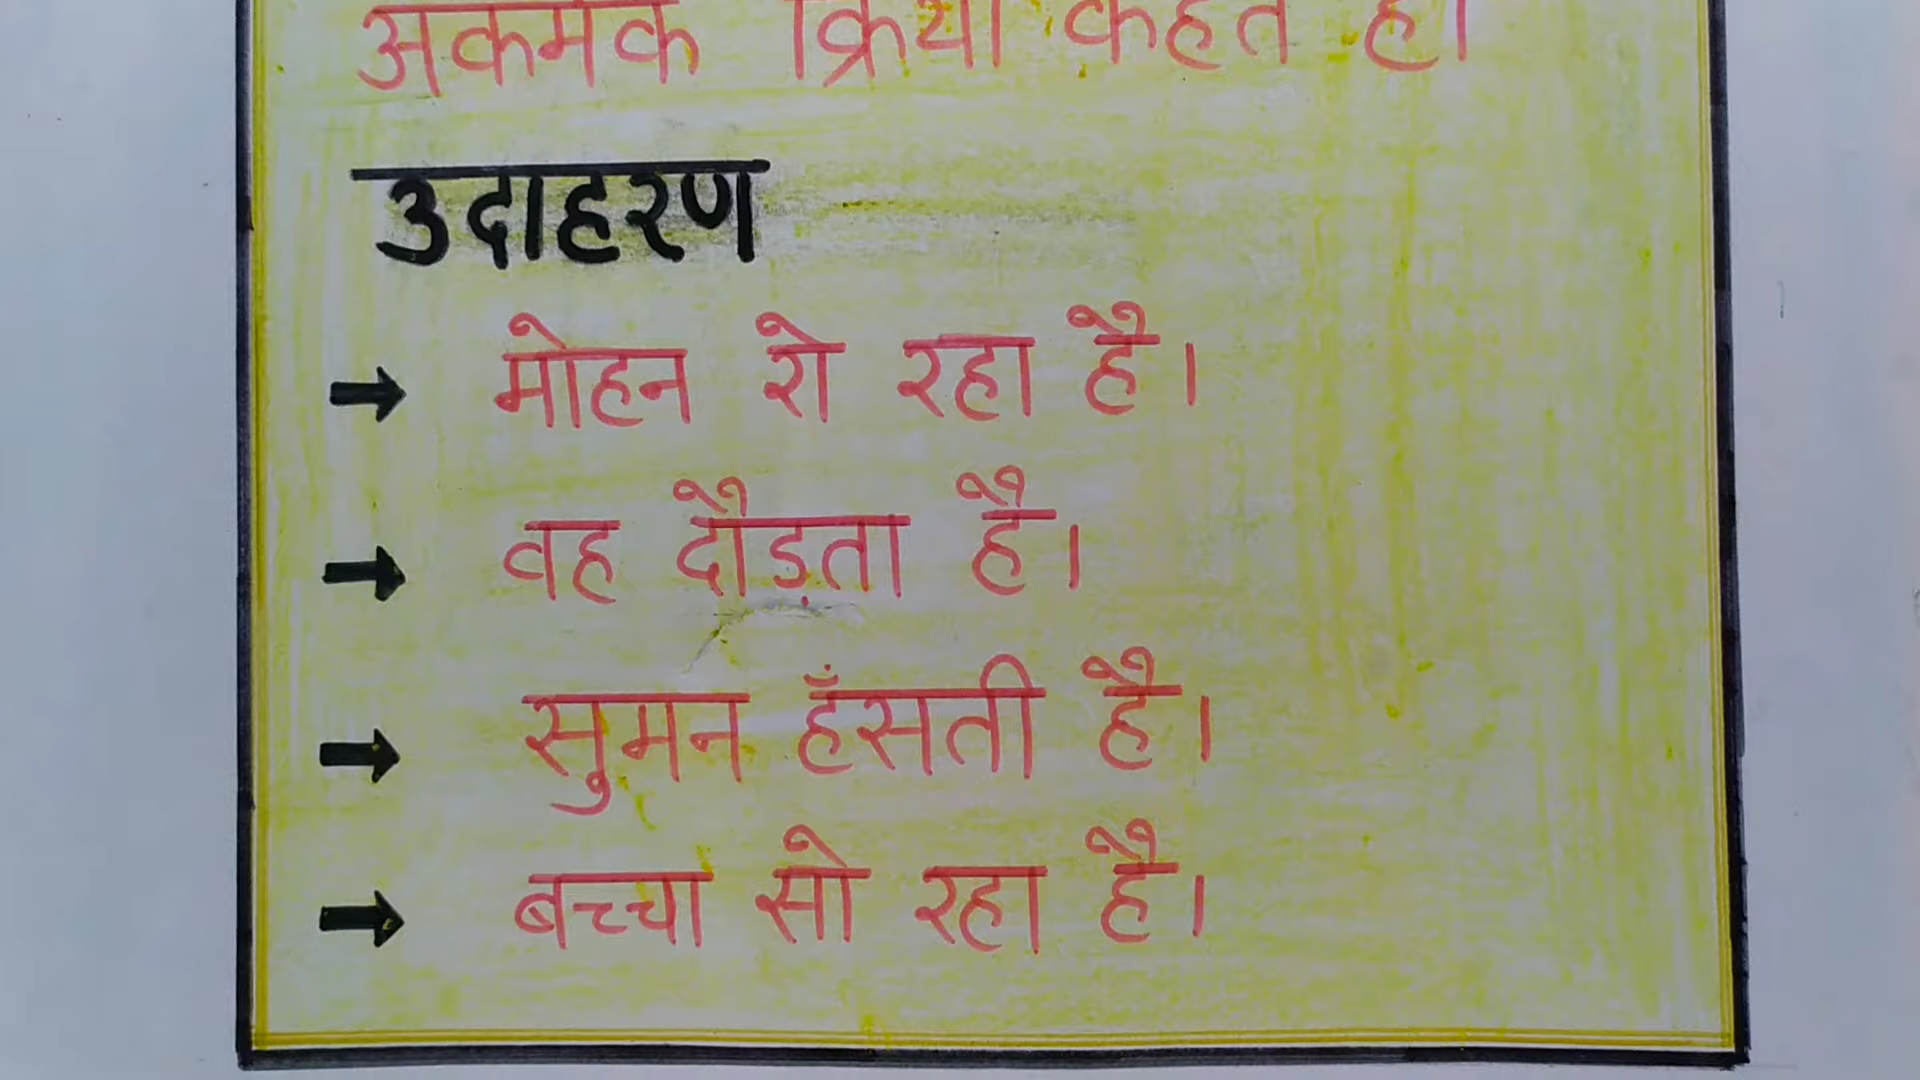 अकर्मक क्रिया कहते हैं।
उदाहरण
→ मोहन रो रहा है।
→ वह दौड़ता है।
→ सुमन हँसती है।
→ बच्चा सो रहा है।